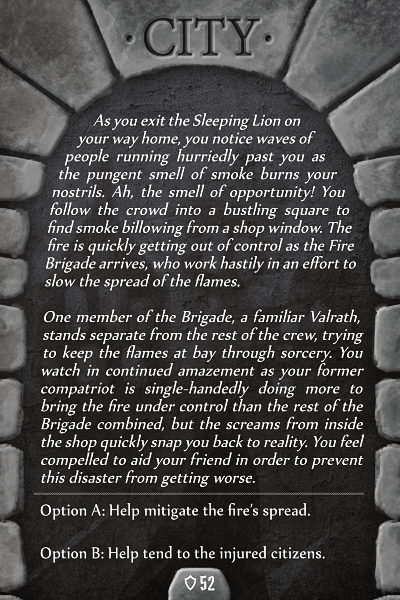 · CITY ·
As you exit the Sleeping Lion on
your way home, you notice waves of
people running hurriedly past you as
the pungent smell of smoke burns your
nostrils. Ah, the smell of opportunity! You
follow the crowd into a bustling square to
find smoke billowing from a shop window. The
fire is quickly getting out of control as the Fire
Brigade arrives, who work hastily in an effort to
slow the spread of the flames.
One member of the Brigade, a familiar Valrath,
stands separate from the rest of the crew, trying
to keep the flames at bay through sorcery. You
watch in continued amazement as your former
compatriot is single-handedly doing more to
bring the fire under control than the rest of the
Brigade combined, but the screams from inside
the shop quickly snap you back to reality. You feel
compelled to aid your friend in order to prevent
this disaster from getting worse.
Option A: Help mitigate the fire's spread.
Option B: Help tend to the injured citizens.
52